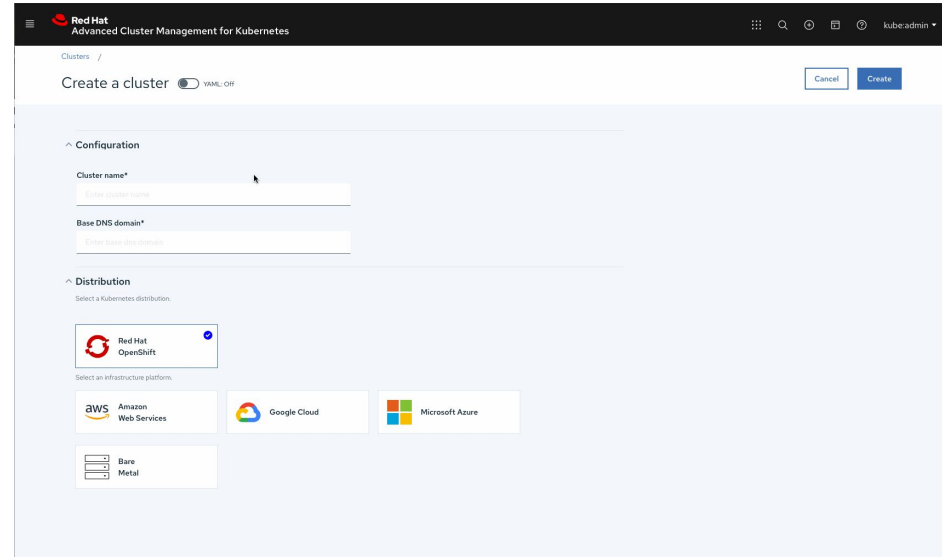 Red Hat
Advanced Cluster Management for Kubernetes
kube:admin
Clusters /
Create a cluster YAML: Off
Cancel
Create
Configuration
Cluster name*
Enter cluster name
Base DNS domain*
Enter base dns domain
Distribution
Select a Kubernetes distribution.
Red Hat
OpenShift
Select an infrastructure platform.
aws
Amazon
Web Services
Google Cloud
Microsoft Azure
Bare
Metal